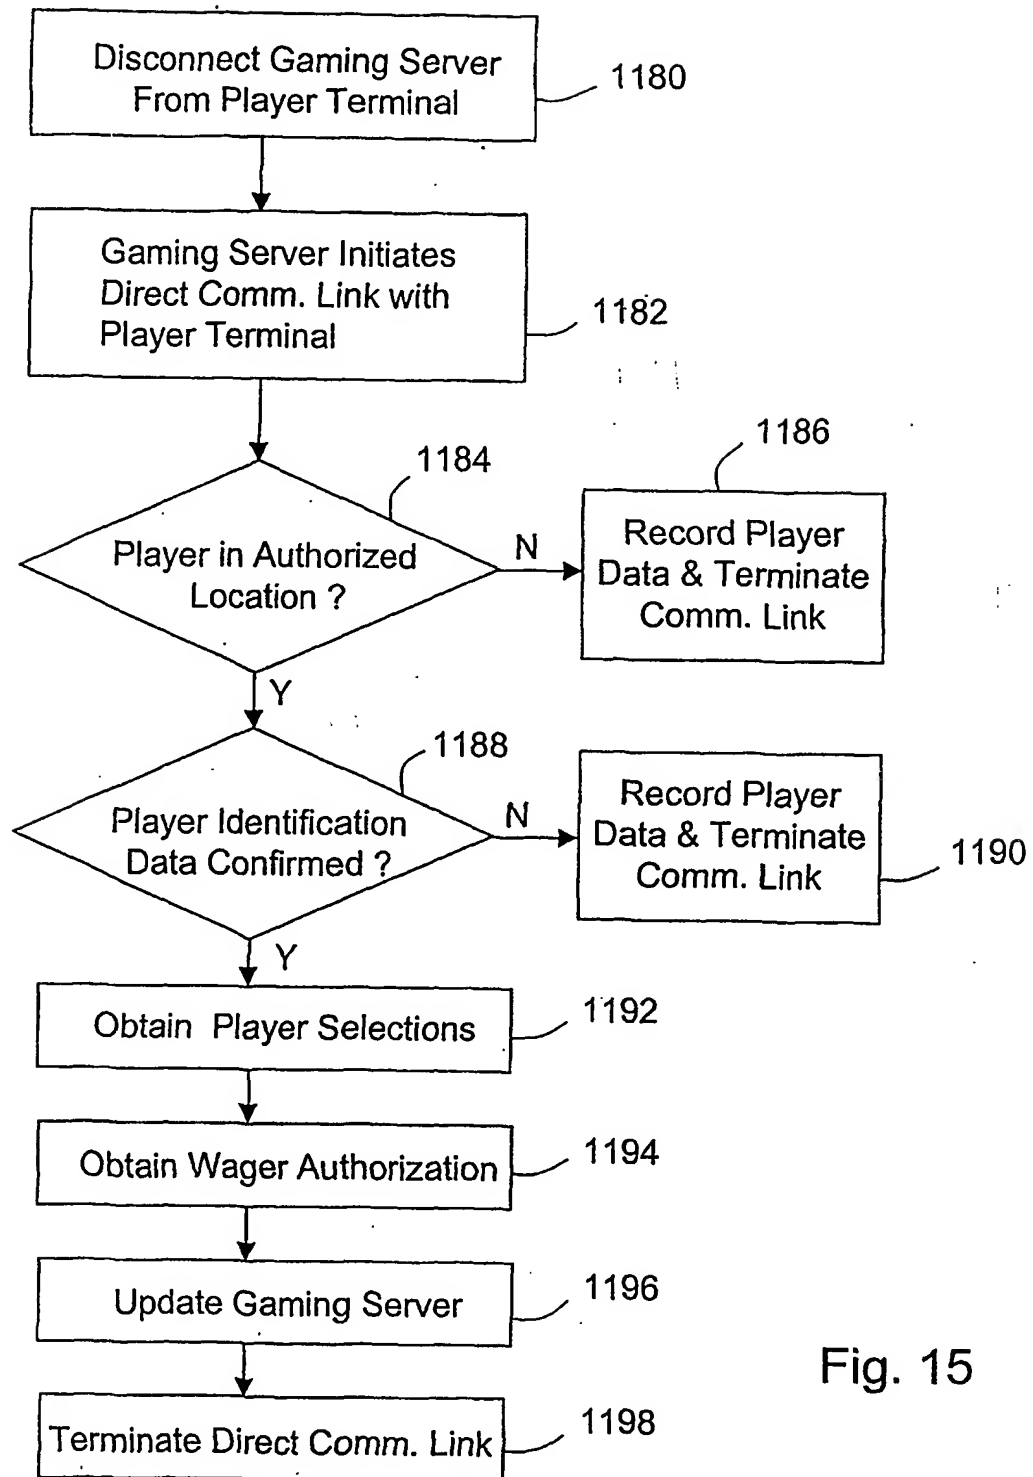 Disconnect Gaming Server
From Player Terminal
1180
Gaming Server Initiates
Direct Comm. Link with
Player Terminal
1182
1184
Player in Authorized
Location ?
N
1186
Record Player
Data & Terminate
Comm. Link
Y
1188
Player Identification
Data Confirmed ?
N
Record Player
Data & Terminate
Comm. Link
1190
Y
Obtain Player Selections
1192
Obtain Wager Authorization
1194
Update Gaming Server
1196
Terminate Direct Comm. Link
1198
Fig. 15